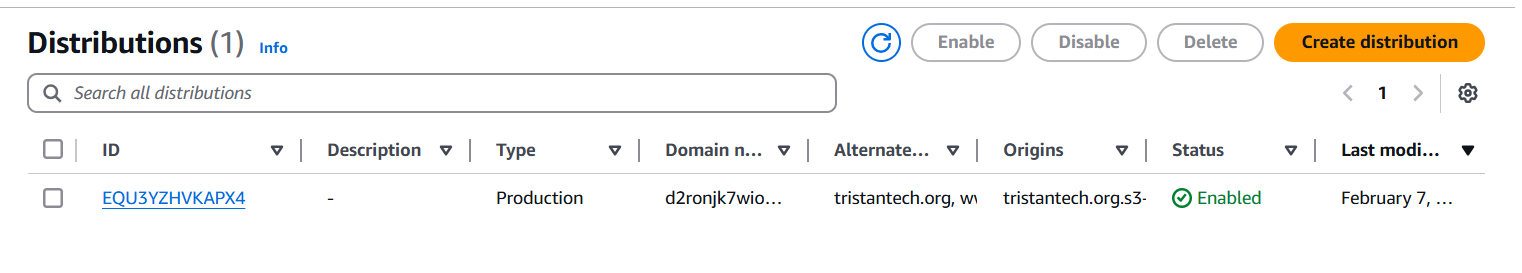 Distributions (1) Info Enable Disable Delete Create distribution
Search all distributions 1
ID Description Type Domain n... Alternate... Origins Status Last modi...
EQU3YZHVKAPX4 - Production d2ronjk7wio... tristantech.org, w tristantech.org.s3- Enabled February 7, ...